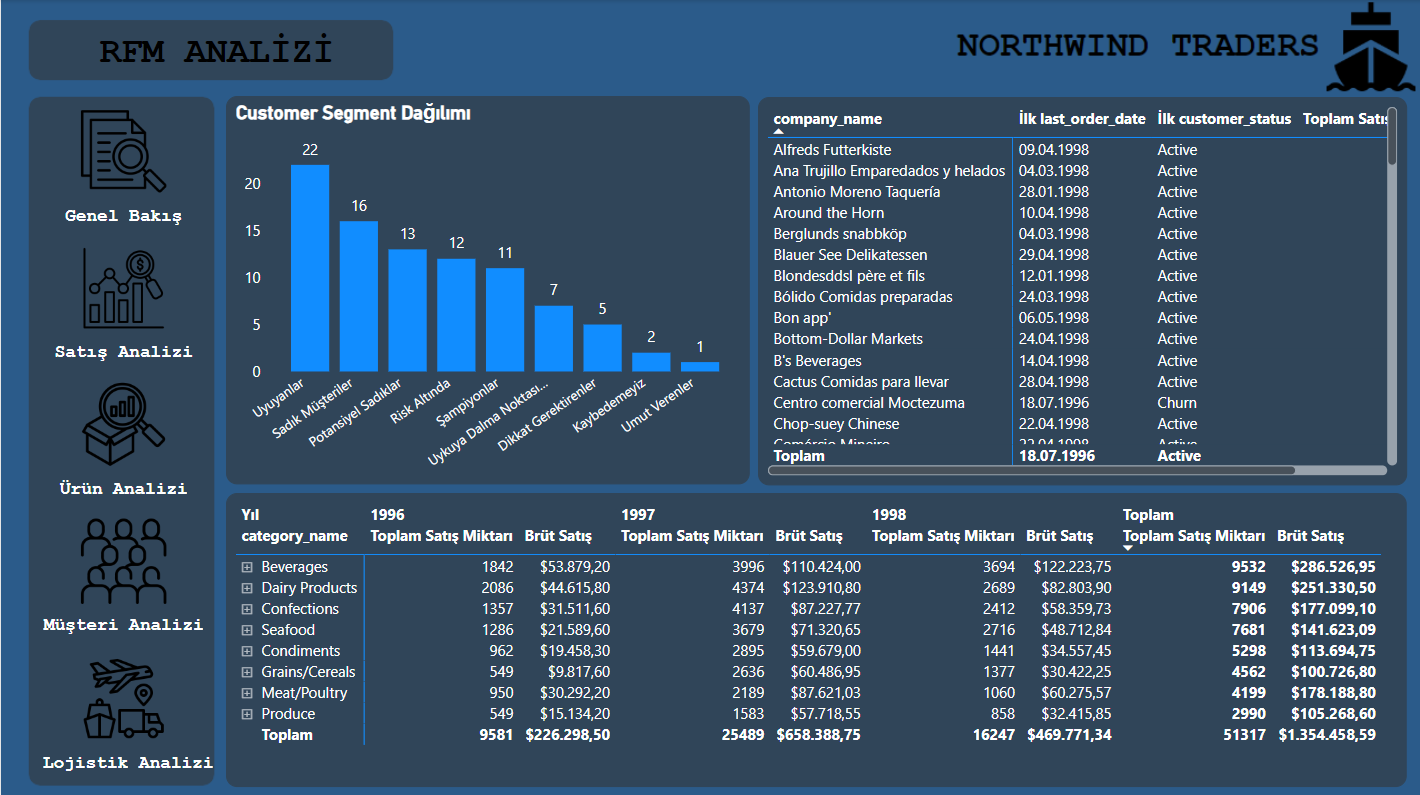 RFM ANALİZİ
NORTHWIND TRADERS
Genel Bakış
Satış Analizi
Ürün Analizi
Müşteri Analizi
Lojistik Analizi
Customer Segment Dağılımı
22
16
13
12
11
7
5
2
1
20
15
10
5
0
Uyuyanlar
Sadık Müşteriler
Potansiyel Sadıklar
Risk Altında
Şampiyonlar
Uykuya Dalma Noktası...
Dikkat Gerektirenler
Kaybedemeyiz
Umut Verenler
company_name İlk last_order_date İlk customer_status Toplam Satış
Alfreds Futterkiste 09.04.1998 Active
Ana Trujillo Emparedados y helados 04.03.1998 Active
Antonio Moreno Taquería 28.01.1998 Active
Around the Horn 10.04.1998 Active
Berglunds snabbköp 04.03.1998 Active
Blauer See Delikatessen 29.04.1998 Active
Blondesddsl père et fils 12.01.1998 Active
Bólido Comidas preparadas 24.03.1998 Active
Bon app' 06.05.1998 Active
Bottom-Dollar Markets 24.04.1998 Active
B's Beverages 14.04.1998 Active
Cactus Comidas para llevar 28.04.1998 Active
Centro comercial Moctezuma 18.07.1996 Churn
Chop-suey Chinese 22.04.1998 Active
Comércio Mineiro 22.04.1998 Active
Toplam 18.07.1996 Active
Yıl 1996 1997 1998 Toplam
category_name Toplam Satış Miktarı Brüt Satış Toplam Satış Miktarı Brüt Satış Toplam Satış Miktarı Brüt Satış Toplam Satış Miktarı Brüt Satış
Beverages 1842 $53.879,20 3996 $110.424,00 3694 $122.223,75 9532 $286.526,95
Dairy Products 2086 $44.615,80 4374 $123.910,80 2689 $82.803,90 9149 $251.330,50
Confections 1357 $31.511,60 4137 $87.227,77 2412 $58.359,73 7906 $177.099,10
Seafood 1286 $21.589,60 3679 $71.320,65 2716 $48.712,84 7681 $141.623,09
Condiments 962 $19.458,30 2895 $59.679,00 1441 $34.557,45 5298 $113.694,75
Grains/Cereals 549 $9.817,60 2636 $60.486,95 1377 $30.422,25 4562 $100.726,80
Meat/Poultry 950 $30.292,20 2189 $87.621,03 1060 $60.275,57 4199 $178.188,80
Produce 549 $15.134,20 1583 $57.718,55 858 $32.415,85 2990 $105.268,60
Toplam 9581 $226.298,50 25489 $658.388,75 16247 $469.771,34 51317 $1.354.458,59